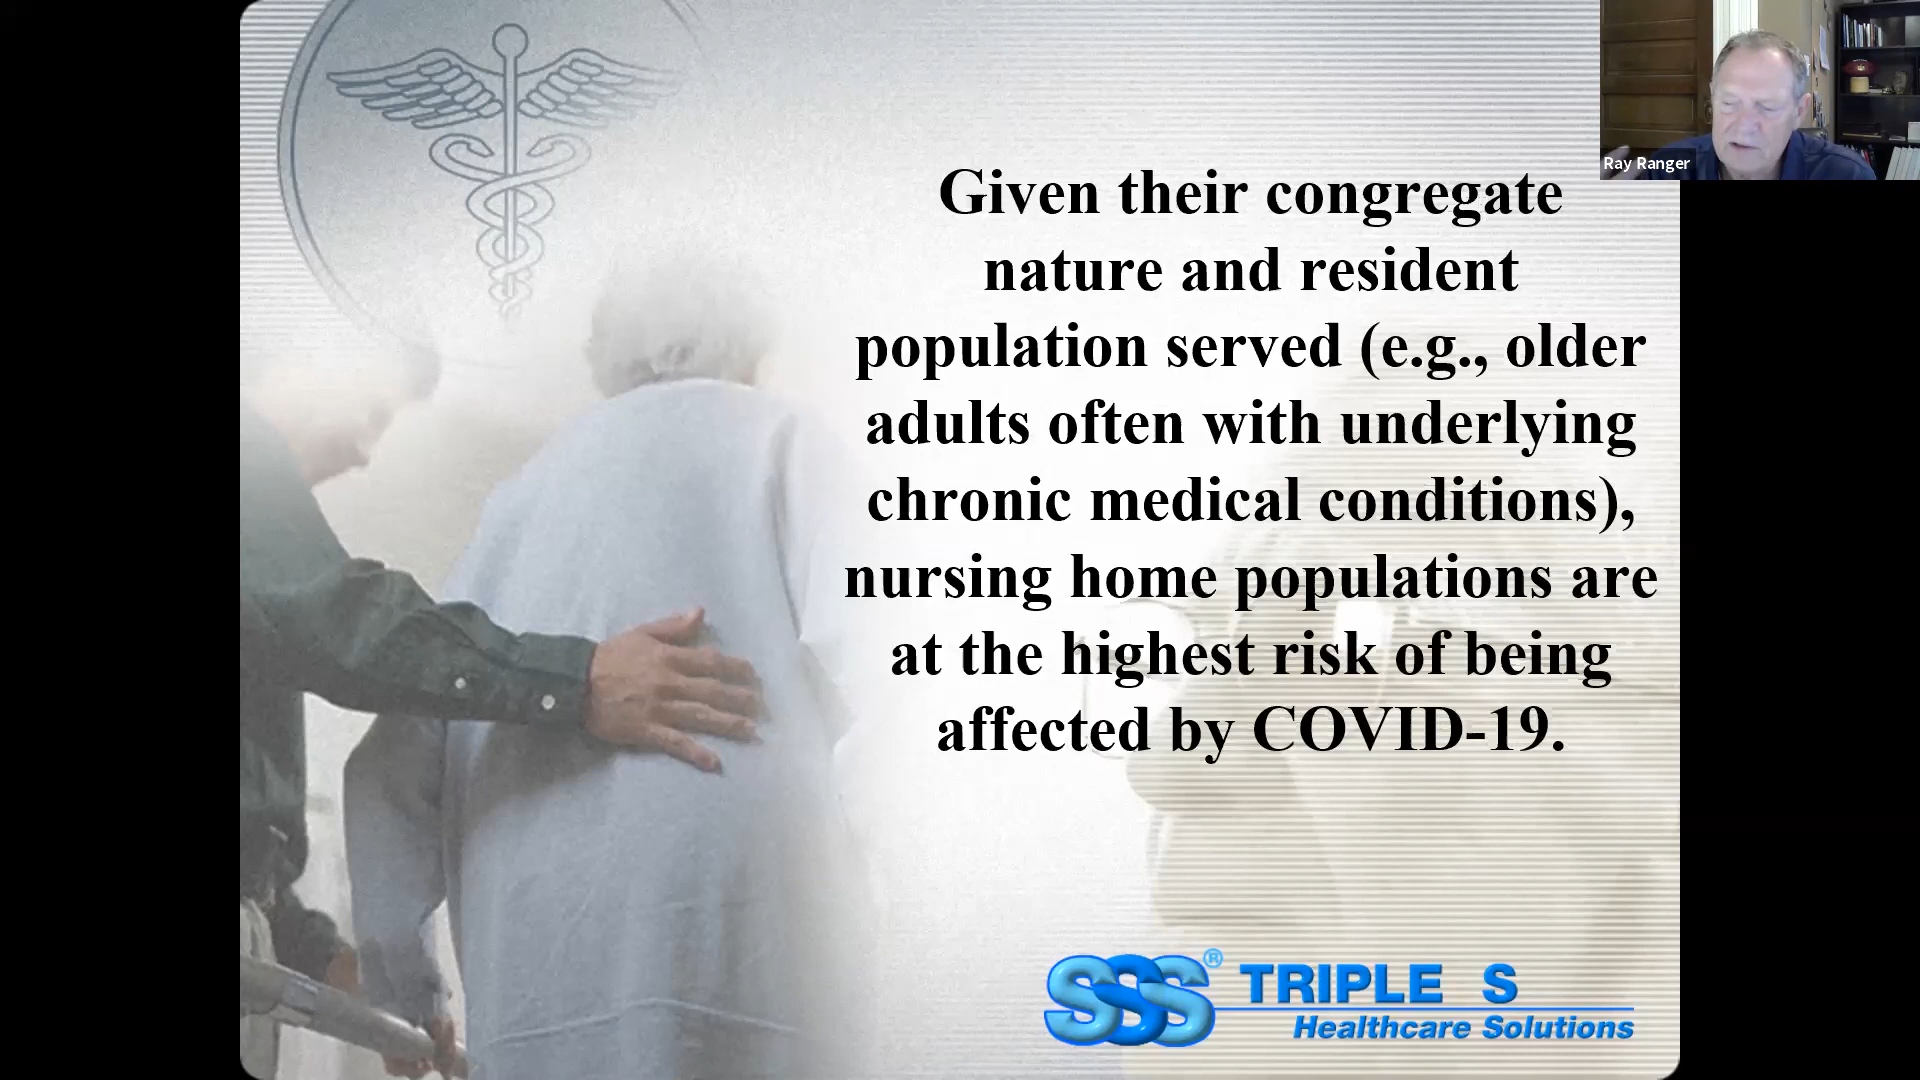 Ray Ranger
Given their congregate
nature and resident
population served (e.g., older
adults often with underlying
chronic medical conditions),
nursing home populations are
at the highest risk of being
affected by COVID-19.
SSS® TRIPLE S
Healthcare Solutions